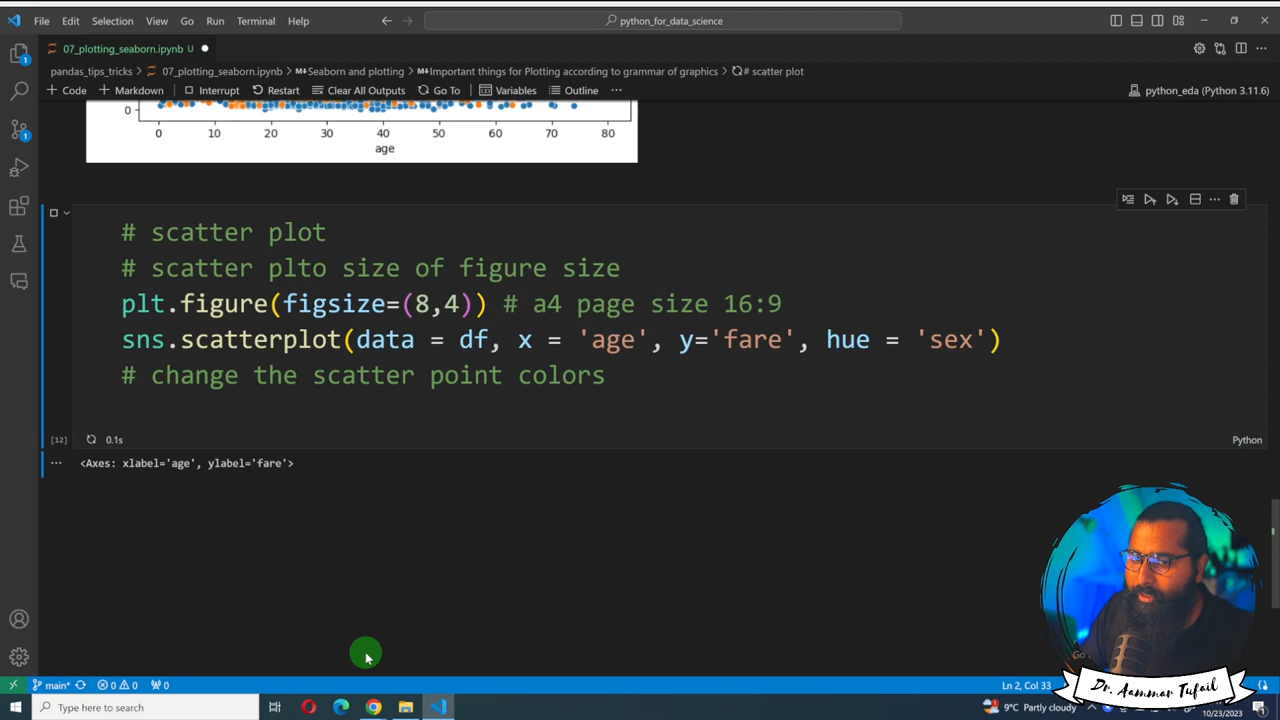 File Edit Selection View Go Run Terminal Help python_for_data_science
07_plotting_seaborn.ipynb U
pandas_tips_tricks > 07_plotting_seaborn.ipynb > M↓Seaborn and plotting > M↓Important things for Plotting according to grammar of graphics > # scatter plot
+ Code + Markdown Interrupt Restart Clear All Outputs Go To Variables Outline ... python_eda (Python 3.11.6)
0
0 10 20 30 40 50 60 70 80
age
# scatter plot
# scatter plto size of figure size
plt.figure(figsize=(8,4)) # a4 page size 16:9
sns.scatterplot(data = df, x = 'age', y='fare', hue = 'sex')
# change the scatter point colors
[12] 0.1s Python
... <Axes: xlabel='age', ylabel='fare'>
main* 0 0 0 Ln 2, Col 33
Dr. Aammar Tufail
Type here to search 9°C Partly cloudy 10/23/2023